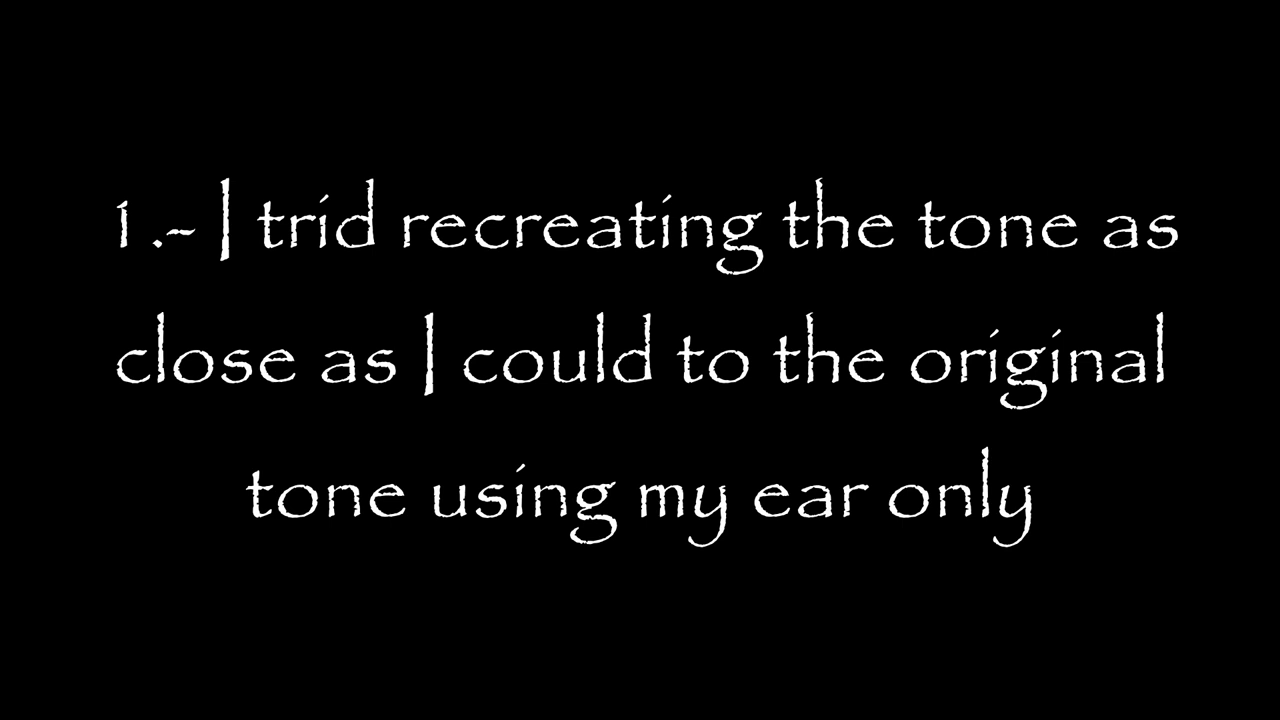 1.- I trid recreating the tone as
close as I could to the original
tone using my ear only